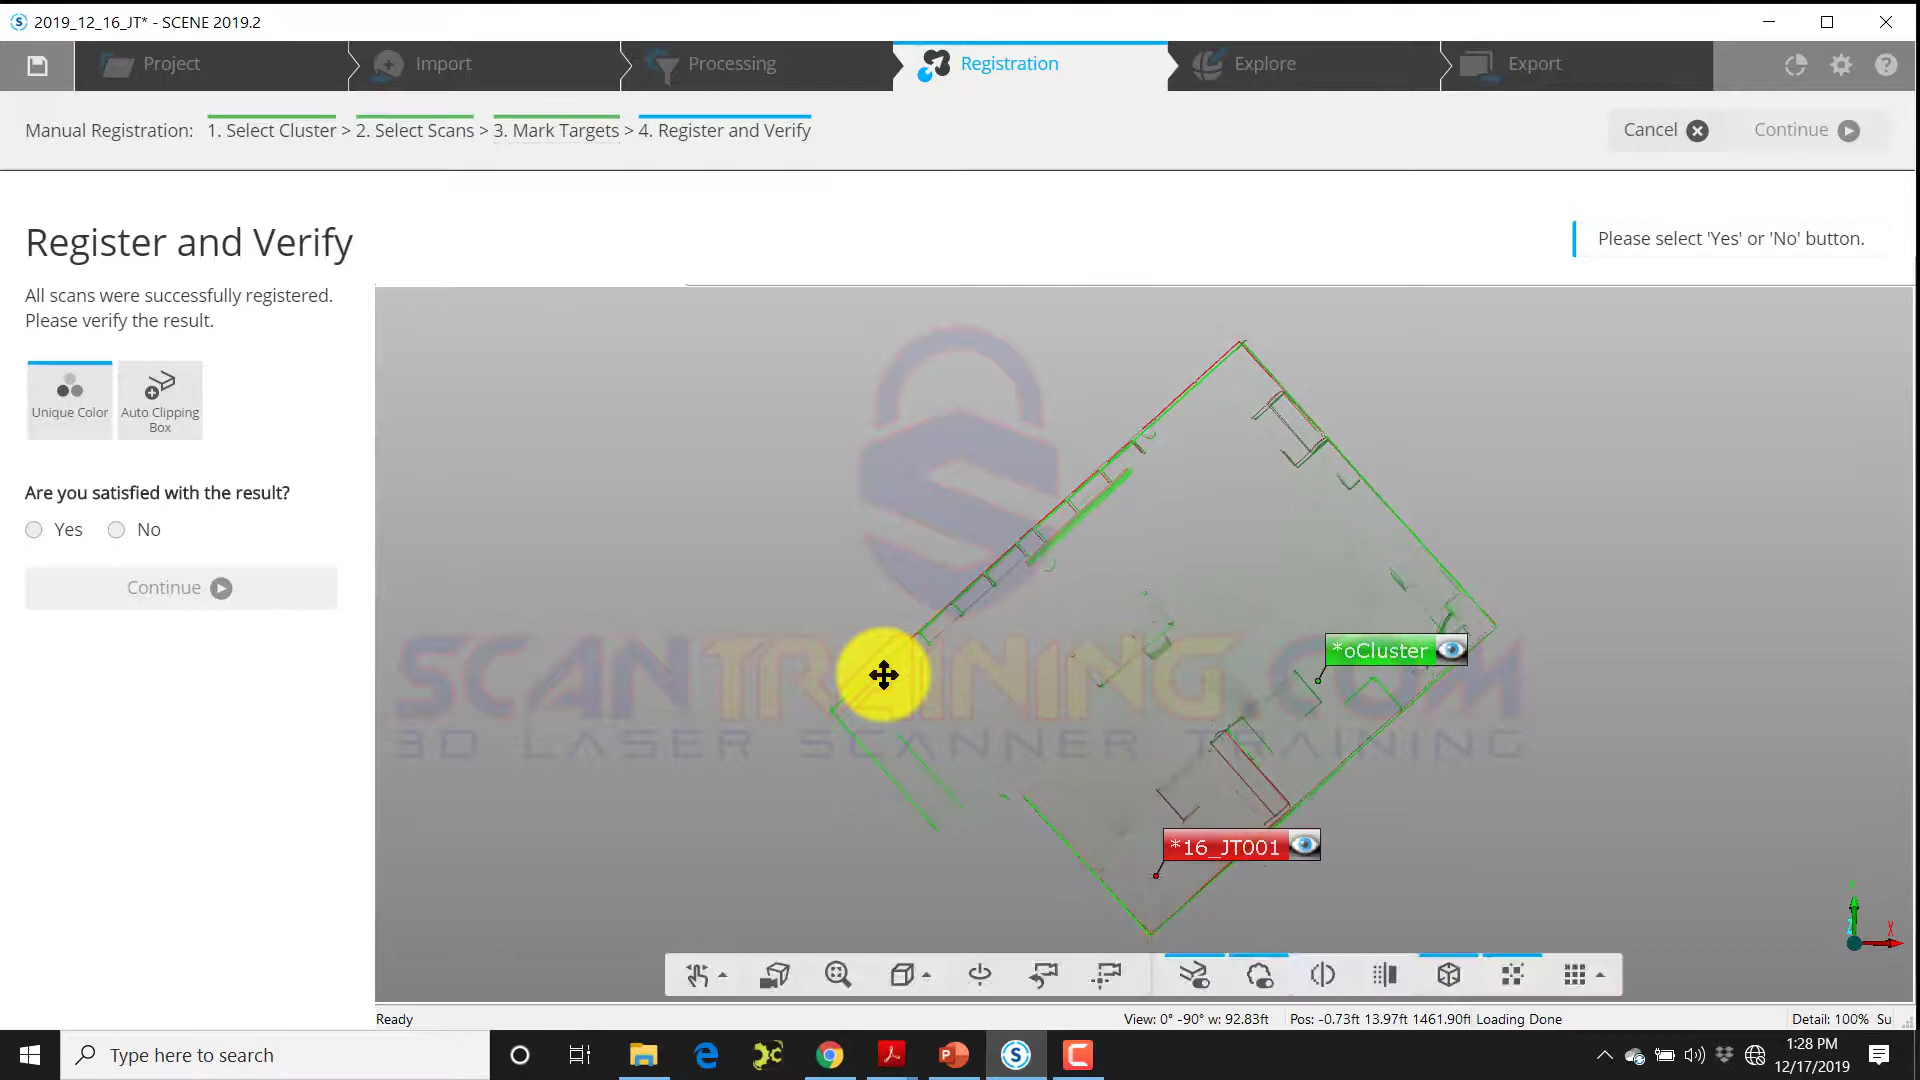 2019_12_16_JT* - SCENE 2019.2
Project
Import
Processing
Registration
Explore
Export
Manual Registration: 1. Select Cluster > 2. Select Scans > 3. Mark Targets > 4. Register and Verify
Cancel
Continue
Register and Verify
Please select 'Yes' or 'No' button.
All scans were successfully registered.
Please verify the result.
Unique Color
Auto Clipping
Box
Are you satisfied with the result?
Yes No
Continue
*oCluster
SCANTRAINING.COM
3D LASER SCANNER TRAINING
*16_JT001
X
Ready
View: 0° -90° w: 92.83ft
Pos: -0.73ft 13.97ft 1461.90ft
Loading Done
Detail: 100%
Su
Type here to search
1:28 PM
12/17/2019